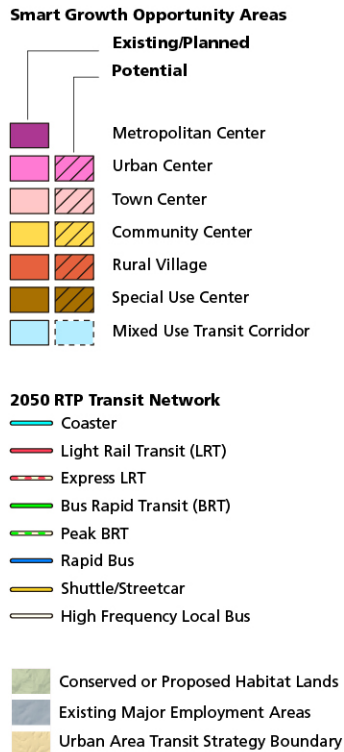 Smart Growth Opportunity Areas
Existing/Planned
Potential
Metropolitan Center
Urban Center
Town Center
Community Center
Rural Village
Special Use Center
Mixed Use Transit Corridor
2050 RTP Transit Network
Coaster
Light Rail Transit (LRT)
Express LRT
Bus Rapid Transit (BRT)
Peak BRT
Rapid Bus
Shuttle/Streetcar
High Frequency Local Bus
Conserved or Proposed Habitat Lands
Existing Major Employment Areas
Urban Area Transit Strategy Boundary